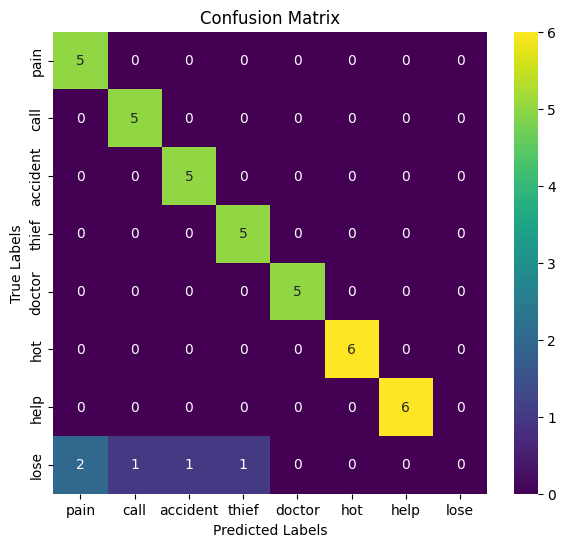 Confusion Matrix
pain 5 0 0 0 0 0 0 0
call 0 5 0 0 0 0 0 0
accident 0 0 5 0 0 0 0 0
thief 0 0 0 5 0 0 0 0
doctor 0 0 0 0 5 0 0 0
hot 0 0 0 0 0 6 0 0
help 0 0 0 0 0 0 6 0
lose 2 1 1 1 0 0 0 0
pain call accident thief doctor hot help lose
Predicted Labels
True Labels
6
5
4
3
2
1
0